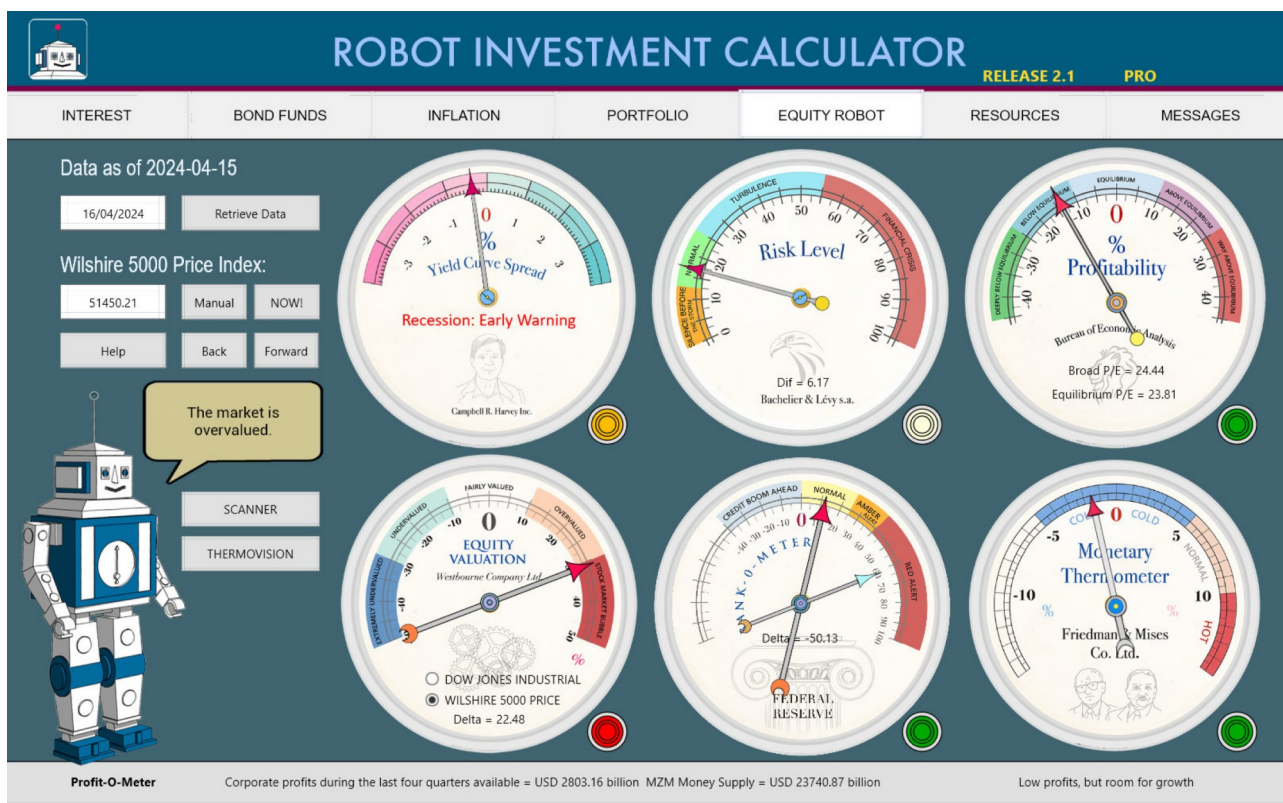 ROBOT INVESTMENT CALCULATOR
RELEASE 2.1 PRO
INTEREST BOND FUNDS INFLATION PORTFOLIO EQUITY ROBOT RESOURCES MESSAGES
Data as of 2024-04-15
16/04/2024 Retrieve Data
Wilshire 5000 Price Index:
51450.21 Manual NOW!
Help Back Forward
The market is
overvalued.
SCANNER
THERMOVISION
-3 -2 -1 0 1 2 3
%
Yield Curve Spread
Recession: Early Warning
Campbell R. Harvey Inc.
SILENCE BEFORE
THE STORM
NORMAL
TURBULENCE
FINANCIAL CRISIS
0 10 20 30 40 50 60 70 80 90 100
Risk Level
Dif = 6.17
Bachelier & Lévy s.a.
DEEPLY BELOW EQUILIBRIUM
BELOW EQUILIBRIUM
EQUILIBRIUM
ABOVE EQUILIBRIUM
WAY ABOVE EQUILIBRIUM
-40 -30 -20 -10 0 10 20 30 40
%
Profitability
Bureau of Economic Analysis
Broad P/E = 24.44
Equilibrium P/E = 23.81
EXTREMELY UNDERVALUED
UNDERVALUED
FAIRLY VALUED
OVERVALUED
STOCK MARKET BUBBLE
-40 -30 -20 -10 0 10 20 40 50
%
EQUITY
VALUATION
Westbourne Company Ltd
DOW JONES INDUSTRIAL
WILSHIRE 5000 PRICE
Delta = 22.48
CREDIT BOOM AHEAD
NORMAL
AMBER
ALERT
RED ALERT
-40 -30 -20 -10 0 20 30 40 50 60 70 80 90 100
BANK-O-METER
Delta = -50.13
FEDERAL
RESERVE
COLD
COLD
NORMAL
HOT
-10 -5 0 5 10
% %
Monetary
Thermometer
Friedman & Mises
Co. Ltd.
Profit-O-Meter Corporate profits during the last four quarters available = USD 2803.16 billion MZM Money Supply = USD 23740.87 billion Low profits, but room for growth